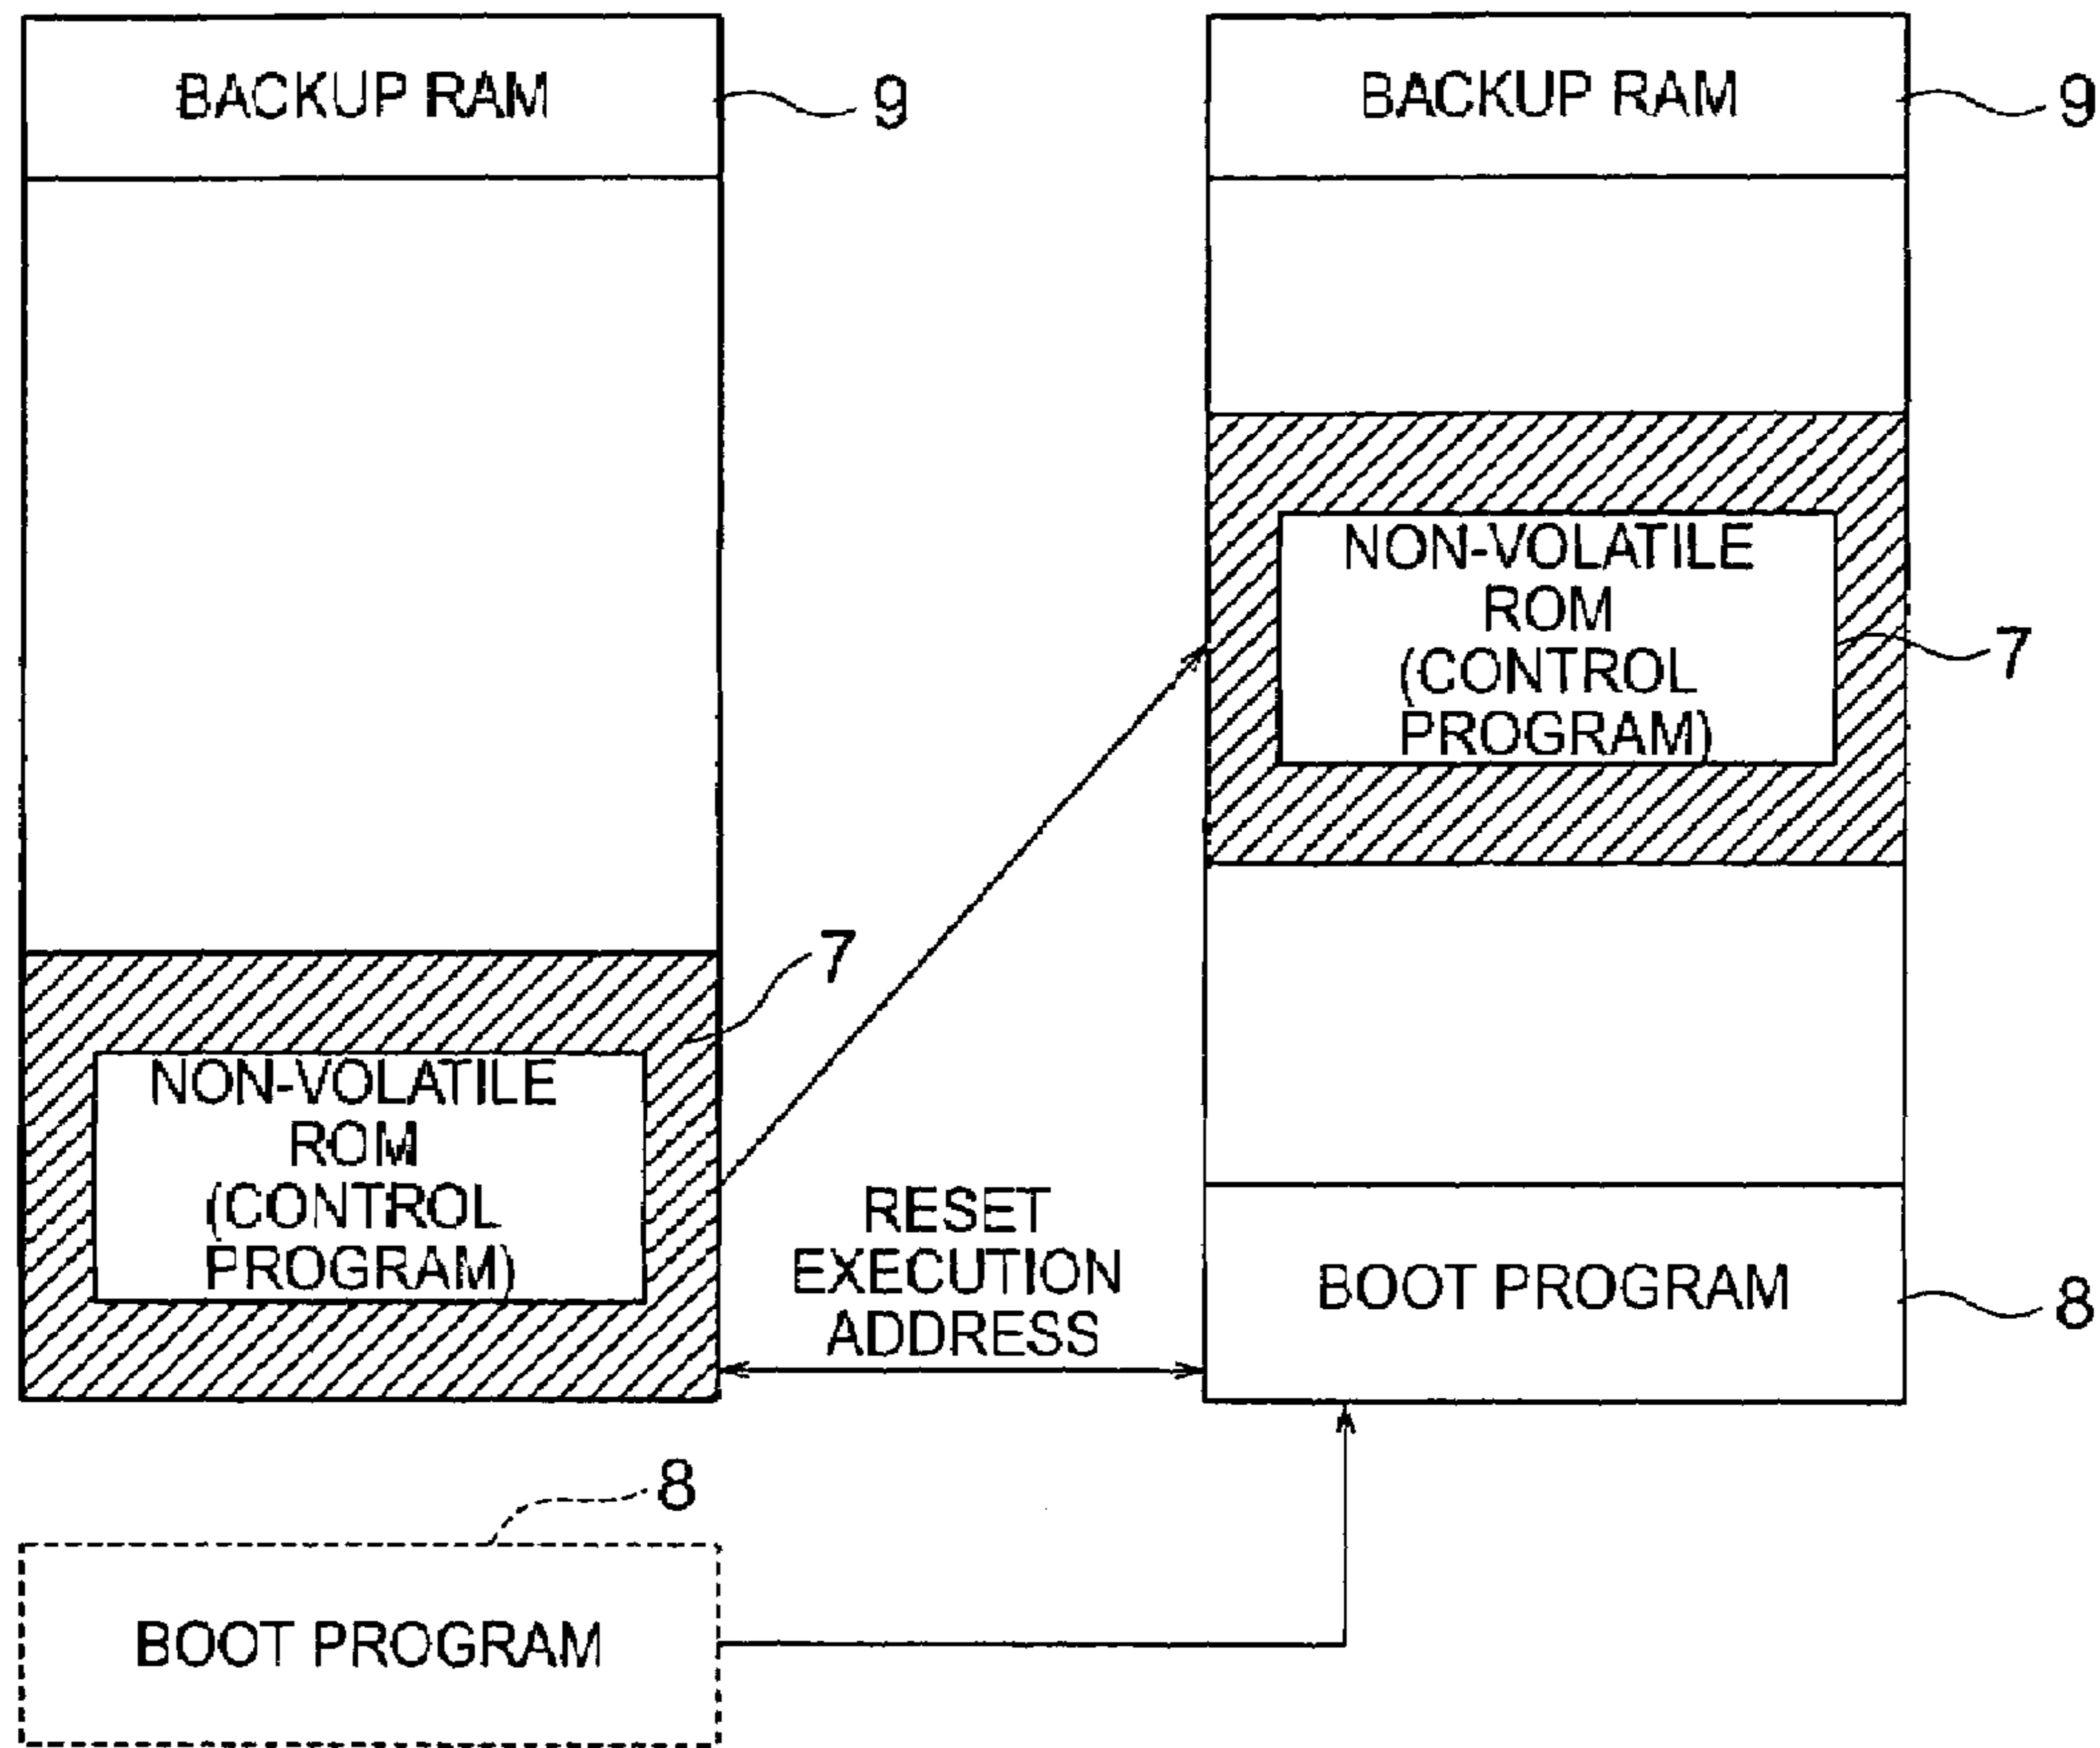 BACKUP RAM
9
NON-VOLATILE
ROM
(CONTROL
PROGRAM)
7
RESET
EXECUTION
ADDRESS
8
BOOT PROGRAM
BACKUP RAM
9
NON-VOLATILE
ROM
(CONTROL
PROGRAM)
7
BOOT PROGRAM
8